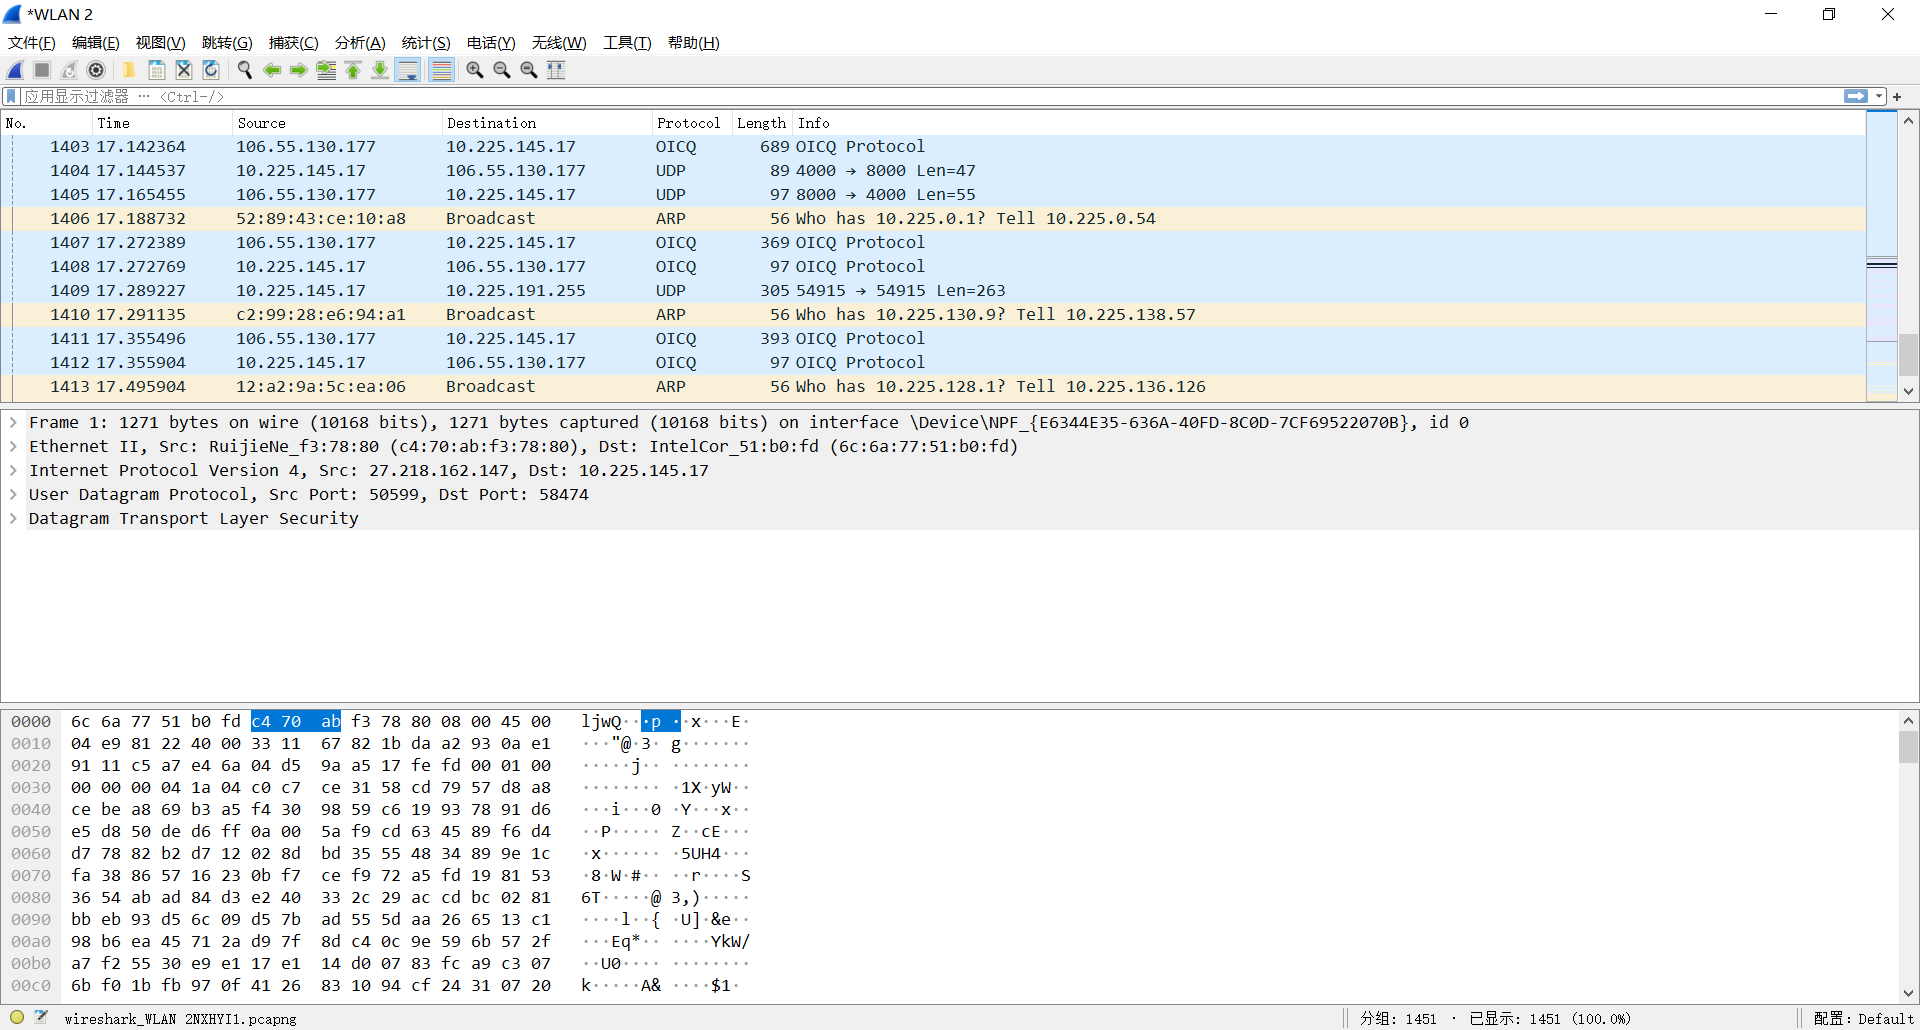 *WLAN 2
文件(F) 编辑(E) 视图(V) 跳转(G) 捕获(C) 分析(A) 统计(S) 电话(Y) 无线(W) 工具(T) 帮助(H)
应用显示过滤器 … <Ctrl-/>
No. Time Source Destination Protocol Length Info
1403 17.142364 106.55.130.177 10.225.145.17 OICQ 689 OICQ Protocol
1404 17.144537 10.225.145.17 106.55.130.177 UDP 89 4000 → 8000 Len=47
1405 17.165455 106.55.130.177 10.225.145.17 UDP 97 8000 → 4000 Len=55
1406 17.188732 52:89:43:ce:10:a8 Broadcast ARP 56 Who has 10.225.0.1? Tell 10.225.0.54
1407 17.272389 106.55.130.177 10.225.145.17 OICQ 369 OICQ Protocol
1408 17.272769 10.225.145.17 106.55.130.177 OICQ 97 OICQ Protocol
1409 17.289227 10.225.145.17 10.225.191.255 UDP 305 54915 → 54915 Len=263
1410 17.291135 c2:99:28:e6:94:a1 Broadcast ARP 56 Who has 10.225.130.9? Tell 10.225.138.57
1411 17.355496 106.55.130.177 10.225.145.17 OICQ 393 OICQ Protocol
1412 17.355904 10.225.145.17 106.55.130.177 OICQ 97 OICQ Protocol
1413 17.495904 12:a2:9a:5c:ea:06 Broadcast ARP 56 Who has 10.225.128.1? Tell 10.225.136.126
Frame 1: 1271 bytes on wire (10168 bits), 1271 bytes captured (10168 bits) on interface \Device\NPF_{E6344E35-636A-40FD-8C0D-7CF69522070B}, id 0
Ethernet II, Src: RuijieNe_f3:78:80 (c4:70:ab:f3:78:80), Dst: IntelCor_51:b0:fd (6c:6a:77:51:b0:fd)
Internet Protocol Version 4, Src: 27.218.162.147, Dst: 10.225.145.17
User Datagram Protocol, Src Port: 50599, Dst Port: 58474
Datagram Transport Layer Security
0000 6c 6a 77 51 b0 fd c4 70 ab f3 78 80 08 00 45 00 ljwQ···p ··x···E·
0010 04 e9 81 22 40 00 33 11 67 82 1b da a2 93 0a e1 ···"@·3· g·······
0020 91 11 c5 a7 e4 6a 04 d5 9a a5 17 fe fd 00 01 00 ·····j·· ········
0030 00 00 00 04 1a 04 c0 c7 ce 31 58 cd 79 57 d8 a8 ········ ·1X·yW··
0040 ce be a8 69 b3 a5 f4 30 98 59 c6 19 93 78 91 d6 ···i···0 ·Y···x··
0050 e5 d8 50 de d6 ff 0a 00 5a f9 cd 63 45 89 f6 d4 ··P····· Z··cE···
0060 d7 78 82 b2 d7 12 02 8d bd 35 55 48 34 89 9e 1c ·x······ ·5UH4···
0070 fa 38 86 57 16 23 0b f7 ce f9 72 a5 fd 19 81 53 ·8·W·#·· ··r····S
0080 36 54 ab ad 84 d3 e2 40 33 2c 29 ac cd bc 02 81 6T·····@ 3,)·····
0090 bb eb 93 d5 6c 09 d5 7b ad 55 5d aa 26 65 13 c1 ····l··{ ·U]·&e··
00a0 98 b6 ea 45 71 2a d9 7f 8d c4 0c 9e 59 6b 57 2f ···Eq*·· ····YkW/
00b0 a7 f2 55 30 e9 e1 17 e1 14 d0 07 83 fc a9 c3 07 ··U0···· ········
00c0 6b f0 1b fb 97 0f 41 26 83 10 94 cf 24 31 07 20 k·····A& ····$1·
wireshark_WLAN 2NXHYI1.pcapng 分组: 1451 · 已显示: 1451 (100.0%) 配置: Default